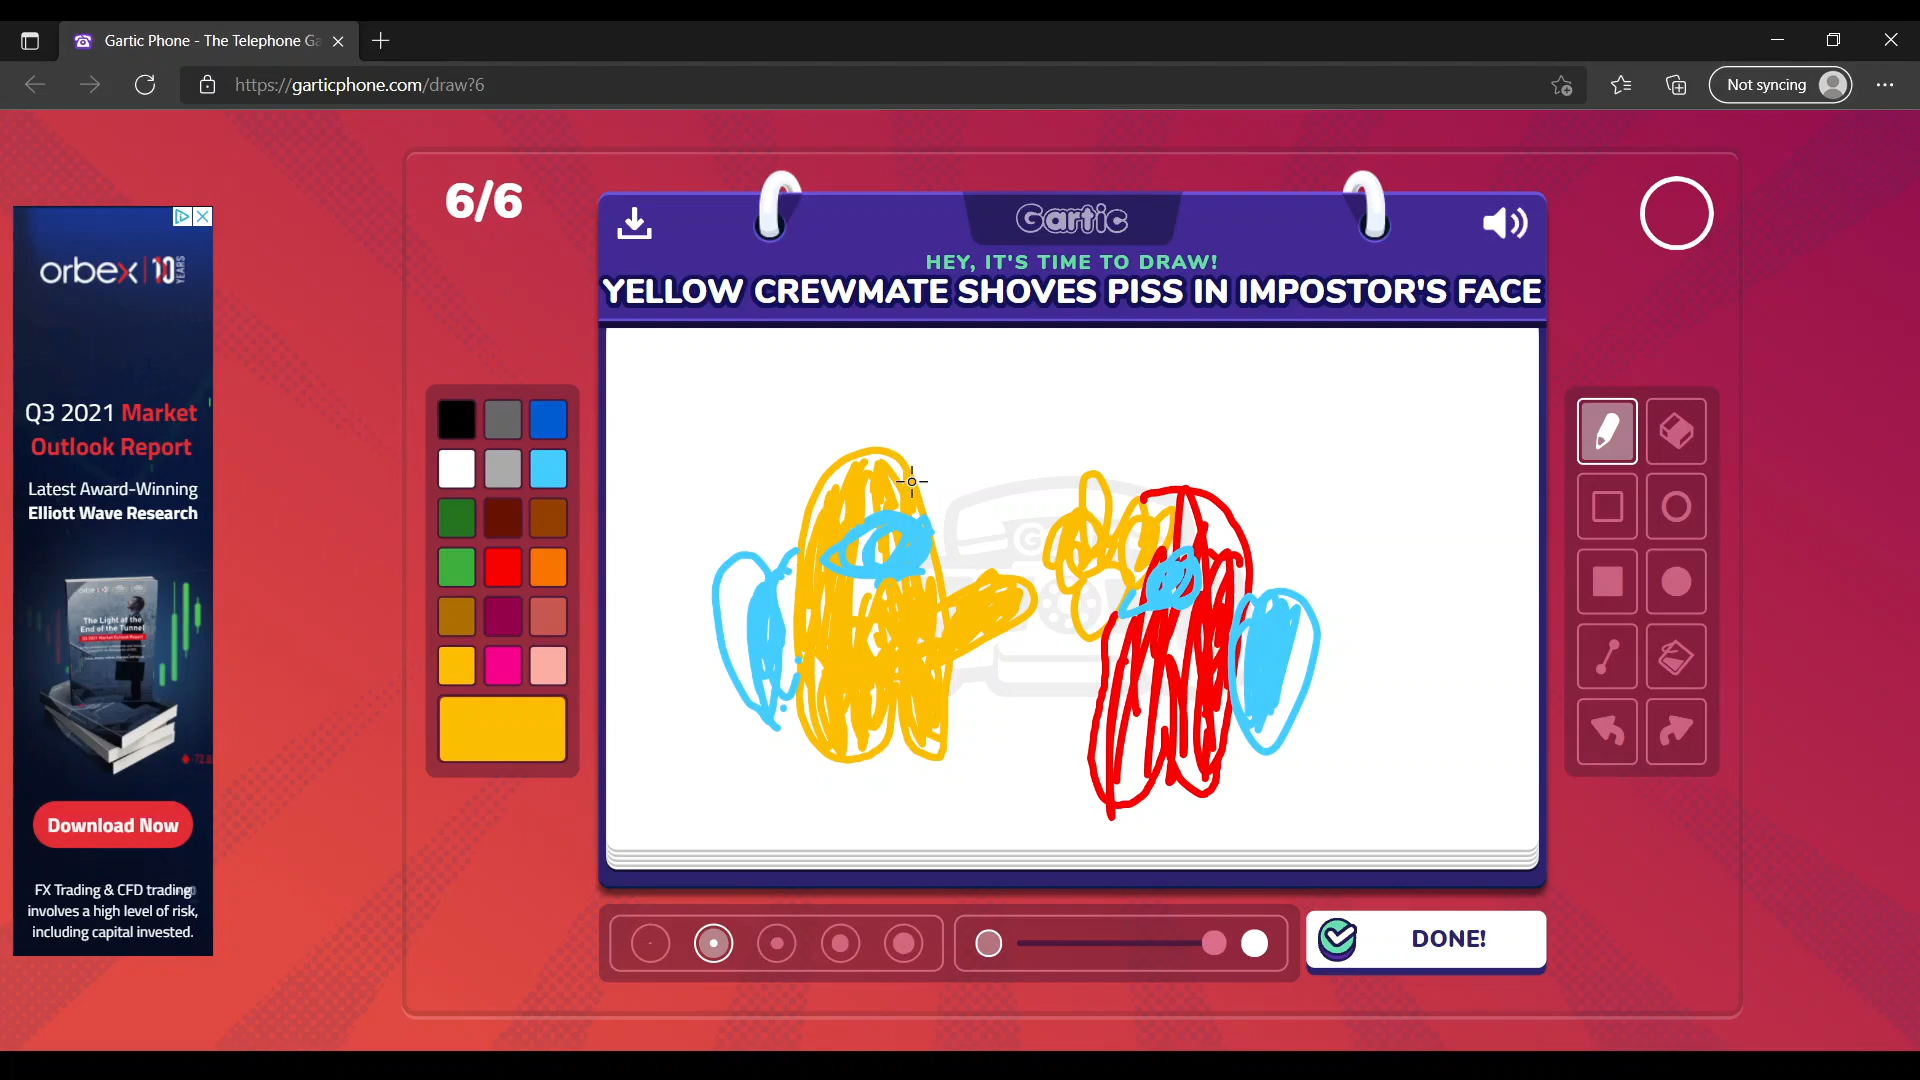 Gartic Phone - The Telephone Ga
https://garticphone.com/draw?6
Not syncing
6/6
Gartic
HEY, IT'S TIME TO DRAW!
YELLOW CREWMATE SHOVES PISS IN IMPOSTOR'S FACE
orbex 10 YEARS
Q3 2021 Market
Outlook Report
Latest Award-Winning
Elliott Wave Research
The Light at the
End of the Tunnel
Download Now
FX Trading & CFD trading
involves a high level of risk,
including capital invested.
DONE!